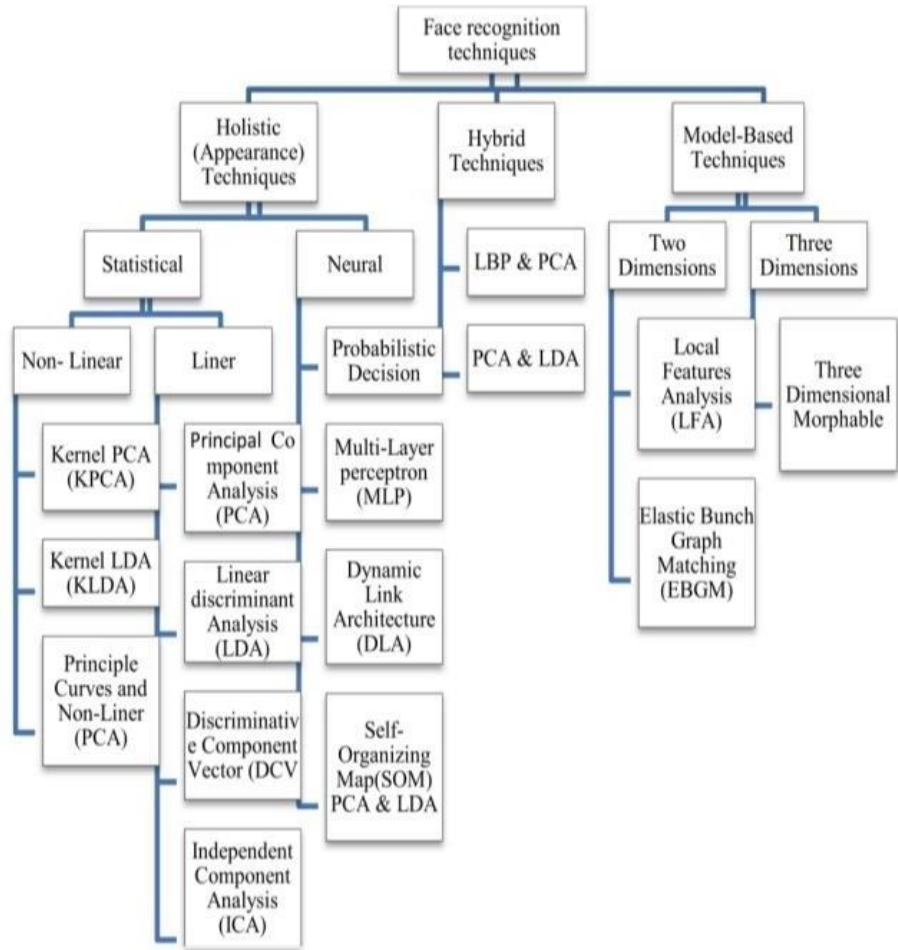 Face recognition
techniques
Holistic
(Appearance)
Techniques
Hybrid
Techniques
Model-Based
Techniques
Statistical
Neural
LBP & PCA
PCA & LDA
Two
Dimensions
Three
Dimensions
Non- Linear
Liner
Probabilistic
Decision
Local
Features
Analysis
(LFA)
Three
Dimensional
Morphable
Kernel PCA
(KPCA)
Principal Co
mponent
Analysis
(PCA)
Multi-Layer
perceptron
(MLP)
Elastic Bunch
Graph
Matching
(EBGM)
Kernel LDA
(KLDA)
Linear
discriminant
Analysis
(LDA)
Dynamic
Link
Architecture
(DLA)
Principle
Curves and
Non-Liner
(PCA)
Discriminativ
e Component
Vector (DCV
Self-
Organizing
Map(SOM)
PCA & LDA
Independent
Component
Analysis
(ICA)